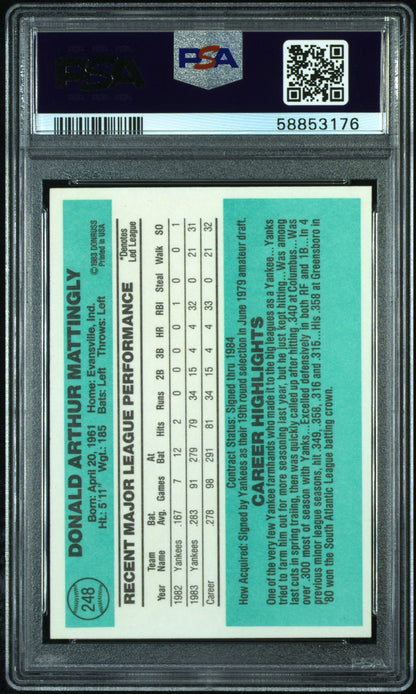 PSA
PSA
58853176
248
DONALD ARTHUR MATTINGLY
©1983 DONRUSS
Printed in USA
Born: April 20, 1961 Home: Evansville, Ind.
Ht.: 5'11" Wgt.: 185 Bats: Left Throws: Left
RECENT MAJOR LEAGUE PERFORMANCE
*Denotes
Led League
Year Team Name Bat. Avg. Games At Bat Hits Runs 2B 3B HR RBI Steal Walk SO
1982 Yankees .167 7 12 2 0 0 0 0 1 0 0 1
1983 Yankees .283 91 279 79 34 15 4 4 32 0 21 31
Career .278 98 291 81 34 15 4 4 33 0 21 32
Contract Status: Signed thru 1984
How Acquired: Signed by Yankees as their 19th round selection in June 1979 amateur draft.
CAREER HIGHLIGHTS
One of the very few Yankee farmhands who made it to the big leagues as a Yankee...Yanks
tried to farm him out for more seasoning last year, but he just kept hitting...Was among
last cuts in spring training, then was quickly called up after hitting .340 at Columbus...Was
over .300 most of season with Yanks...Excelled defensively in both RF and 1B...In 4
previous minor league seasons, hit .349, .358, .316 and .315...His .358 at Greensboro in
'80 won the South Atlantic League batting crown.